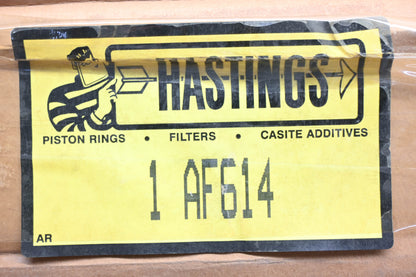 HASTINGS
PISTON RINGS • FILTERS • CASITE ADDITIVES
1 AF614
AR